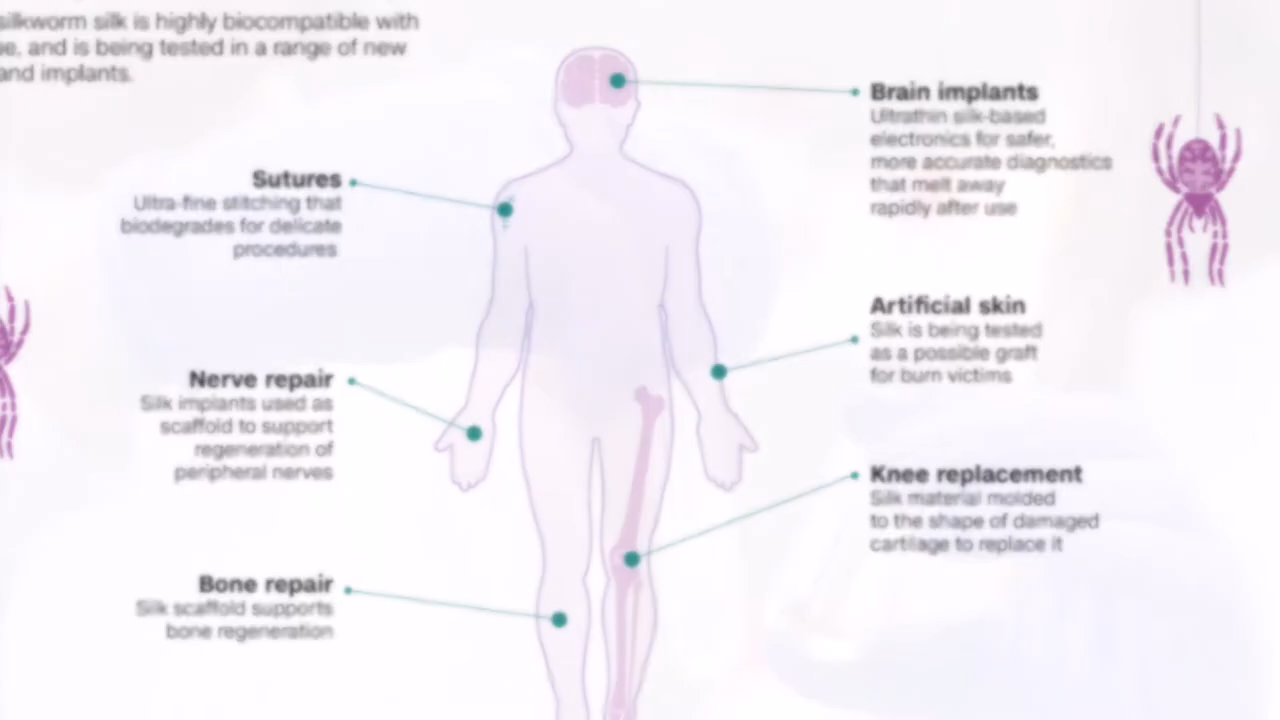 silkworm silk is highly biocompatible with
and is being tested in a range of new
and implants.
Sutures
Ultra-fine stitching that
biodegrades for delicate
procedures
Nerve repair
Silk implants used as
scaffold to support
regeneration of
peripheral nerves
Bone repair
Silk scaffold supports
bone regeneration
Brain implants
Ultrathin silk-based
electronics for safer,
more accurate diagnostics
that melt away
rapidly after use
Artificial skin
Silk is being tested
as a possible graft
for burn victims
Knee replacement
Silk material molded
to the shape of damaged
cartilage to replace it